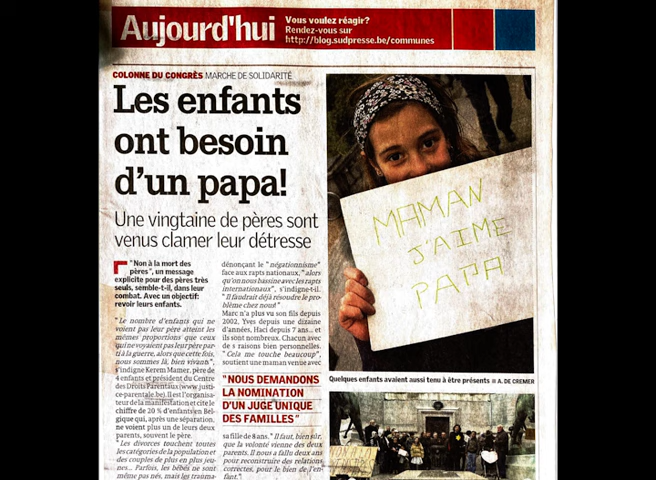 Aujourd'hui
Vous voulez réagir?
Rendez-vous sur
http://blog.sudpresse.be/communes
COLONNE DU CONGRÈS MARCHE DE SOLIDARITÉ
Les enfants
ont besoin
d'un papa!
Une vingtaine de pères sont
venus clamer leur détresse
"Non à la mort des
pères", un message
explicite pour des pères très
seuls, semble-t-il, dans leur
combat. Avec un objectif:
revoir leurs enfants.
"Le nombre d'enfants qui ne
voient pas leur père atteint les
mêmes proportions que ceux
qui ne voyaient pas leur père par-
ti à la guerre, alors que cette fois,
nous sommes là, bien vivants",
s'indigne Kerem Mamer, père de
4 enfants et président du Centre
des Droits Parentaux (www.justi-
ce-parentale.be). Il est l'organisa-
teur de la manifestation et cite le
chiffre de 20 % d'enfants en Bel-
gique qui, après une séparation,
ne voient plus un de leurs deux
parents, souvent le père.
"Les divorces touchent toutes
les catégories de la population et
des couples de plus en plus jeu-
nes... Parfois, les bébés ne sont
même pas nés, mais les trauma-
dénonçant le "négationnisme"
face aux rapts nationaux, "alors
qu'on nous bassine avec les rapts
internationaux", s'indigne-t-il.
"Il faudrait déjà résoudre le pro-
blème chez nous!"
Marc n'a plus vu son fils depuis
2002, Yves depuis une dizaine
d'années, Haci depuis 7 ans... et
ils sont nombreux. Chacun avec
de s raisons bien personnelles.
"Cela me touche beaucoup",
soutient une maman venue avec
"NOUS DEMANDONS
LA NOMINATION
D'UN JUGE UNIQUE
DES FAMILLES"
sa fille de 8 ans. "Il faut, bien sûr,
que la volonté vienne des deux
parents. Il nous a fallu deux ans
pour reconstruire des relations
correctes, pour le bien de l'en-
fant."
MAMAN
J'AIME
PAPA
Quelques enfants avaient aussi tenu à être présents A. DE CREMER